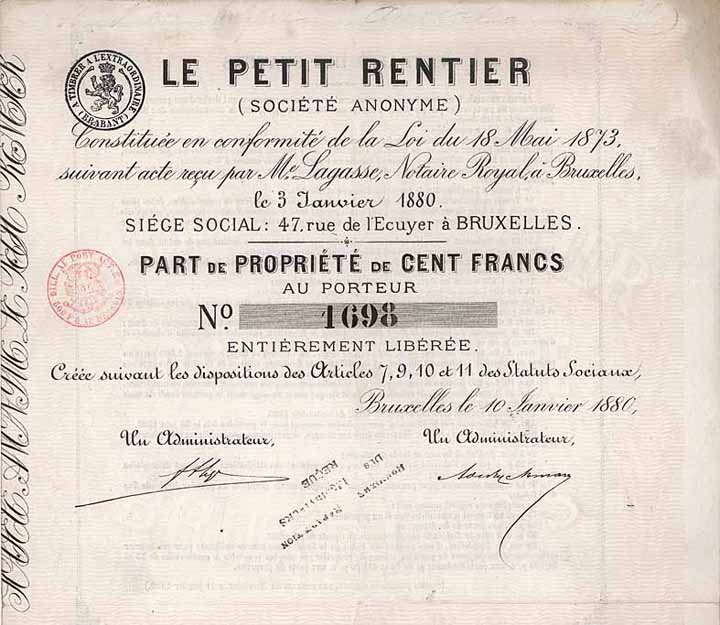 A TIMBRER A L'EXTRAORDINAIRE
(BRABANT)
LE PETIT RENTIER
(SOCIÉTÉ ANONYME)
Constituée en conformité de la Loi du 18 Mai 1873,
suivant acte reçu par Me. Lagasse, Notaire Royal, à Bruxelles,
le 3 Janvier 1880.
SIÉGE SOCIAL: 47, rue de l'Ecuyer à BRUXELLES.
PART DE PROPRIÉTÉ DE CENT FRANCS
AU PORTEUR
No. 1698
ENTIÈREMENT LIBÉRÉE.
Créée suivant les dispositions des Articles 7, 9, 10 et 11 des Statuts Sociaux,
Bruxelles le 10 Janvier 1880,
Un Administrateur,
Un Administrateur,
REÇUE
DES